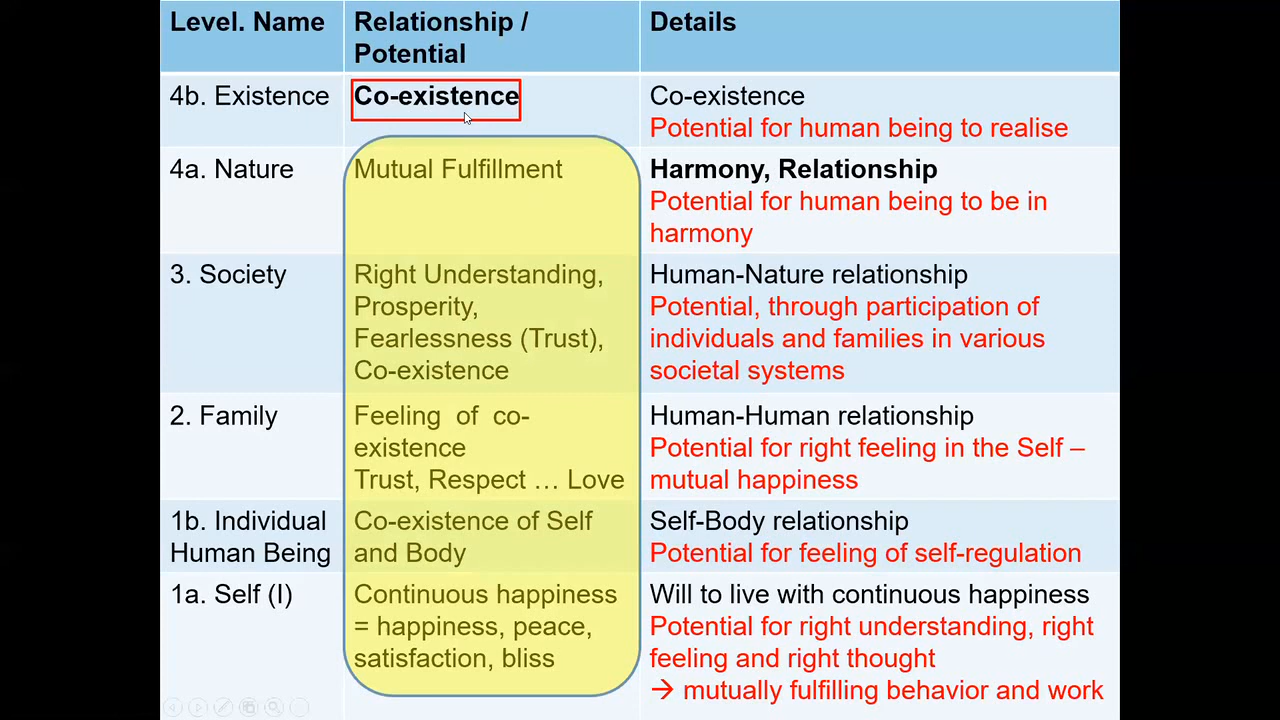 Level. Name
Relationship /
Potential
Details
4b. Existence
Co-existence
Co-existence
Potential for human being to realise
4a. Nature
Mutual Fulfillment
Harmony, Relationship
Potential for human being to be in
harmony
3. Society
Right Understanding,
Prosperity,
Fearlessness (Trust),
Co-existence
Human-Nature relationship
Potential, through participation of
individuals and families in various
societal systems
2. Family
Feeling of co-
existence
Trust, Respect … Love
Human-Human relationship
Potential for right feeling in the Self –
mutual happiness
1b. Individual
Human Being
Co-existence of Self
and Body
Self-Body relationship
Potential for feeling of self-regulation
1a. Self (I)
Continuous happiness
= happiness, peace,
satisfaction, bliss
Will to live with continuous happiness
Potential for right understanding, right
feeling and right thought
→ mutually fulfilling behavior and work